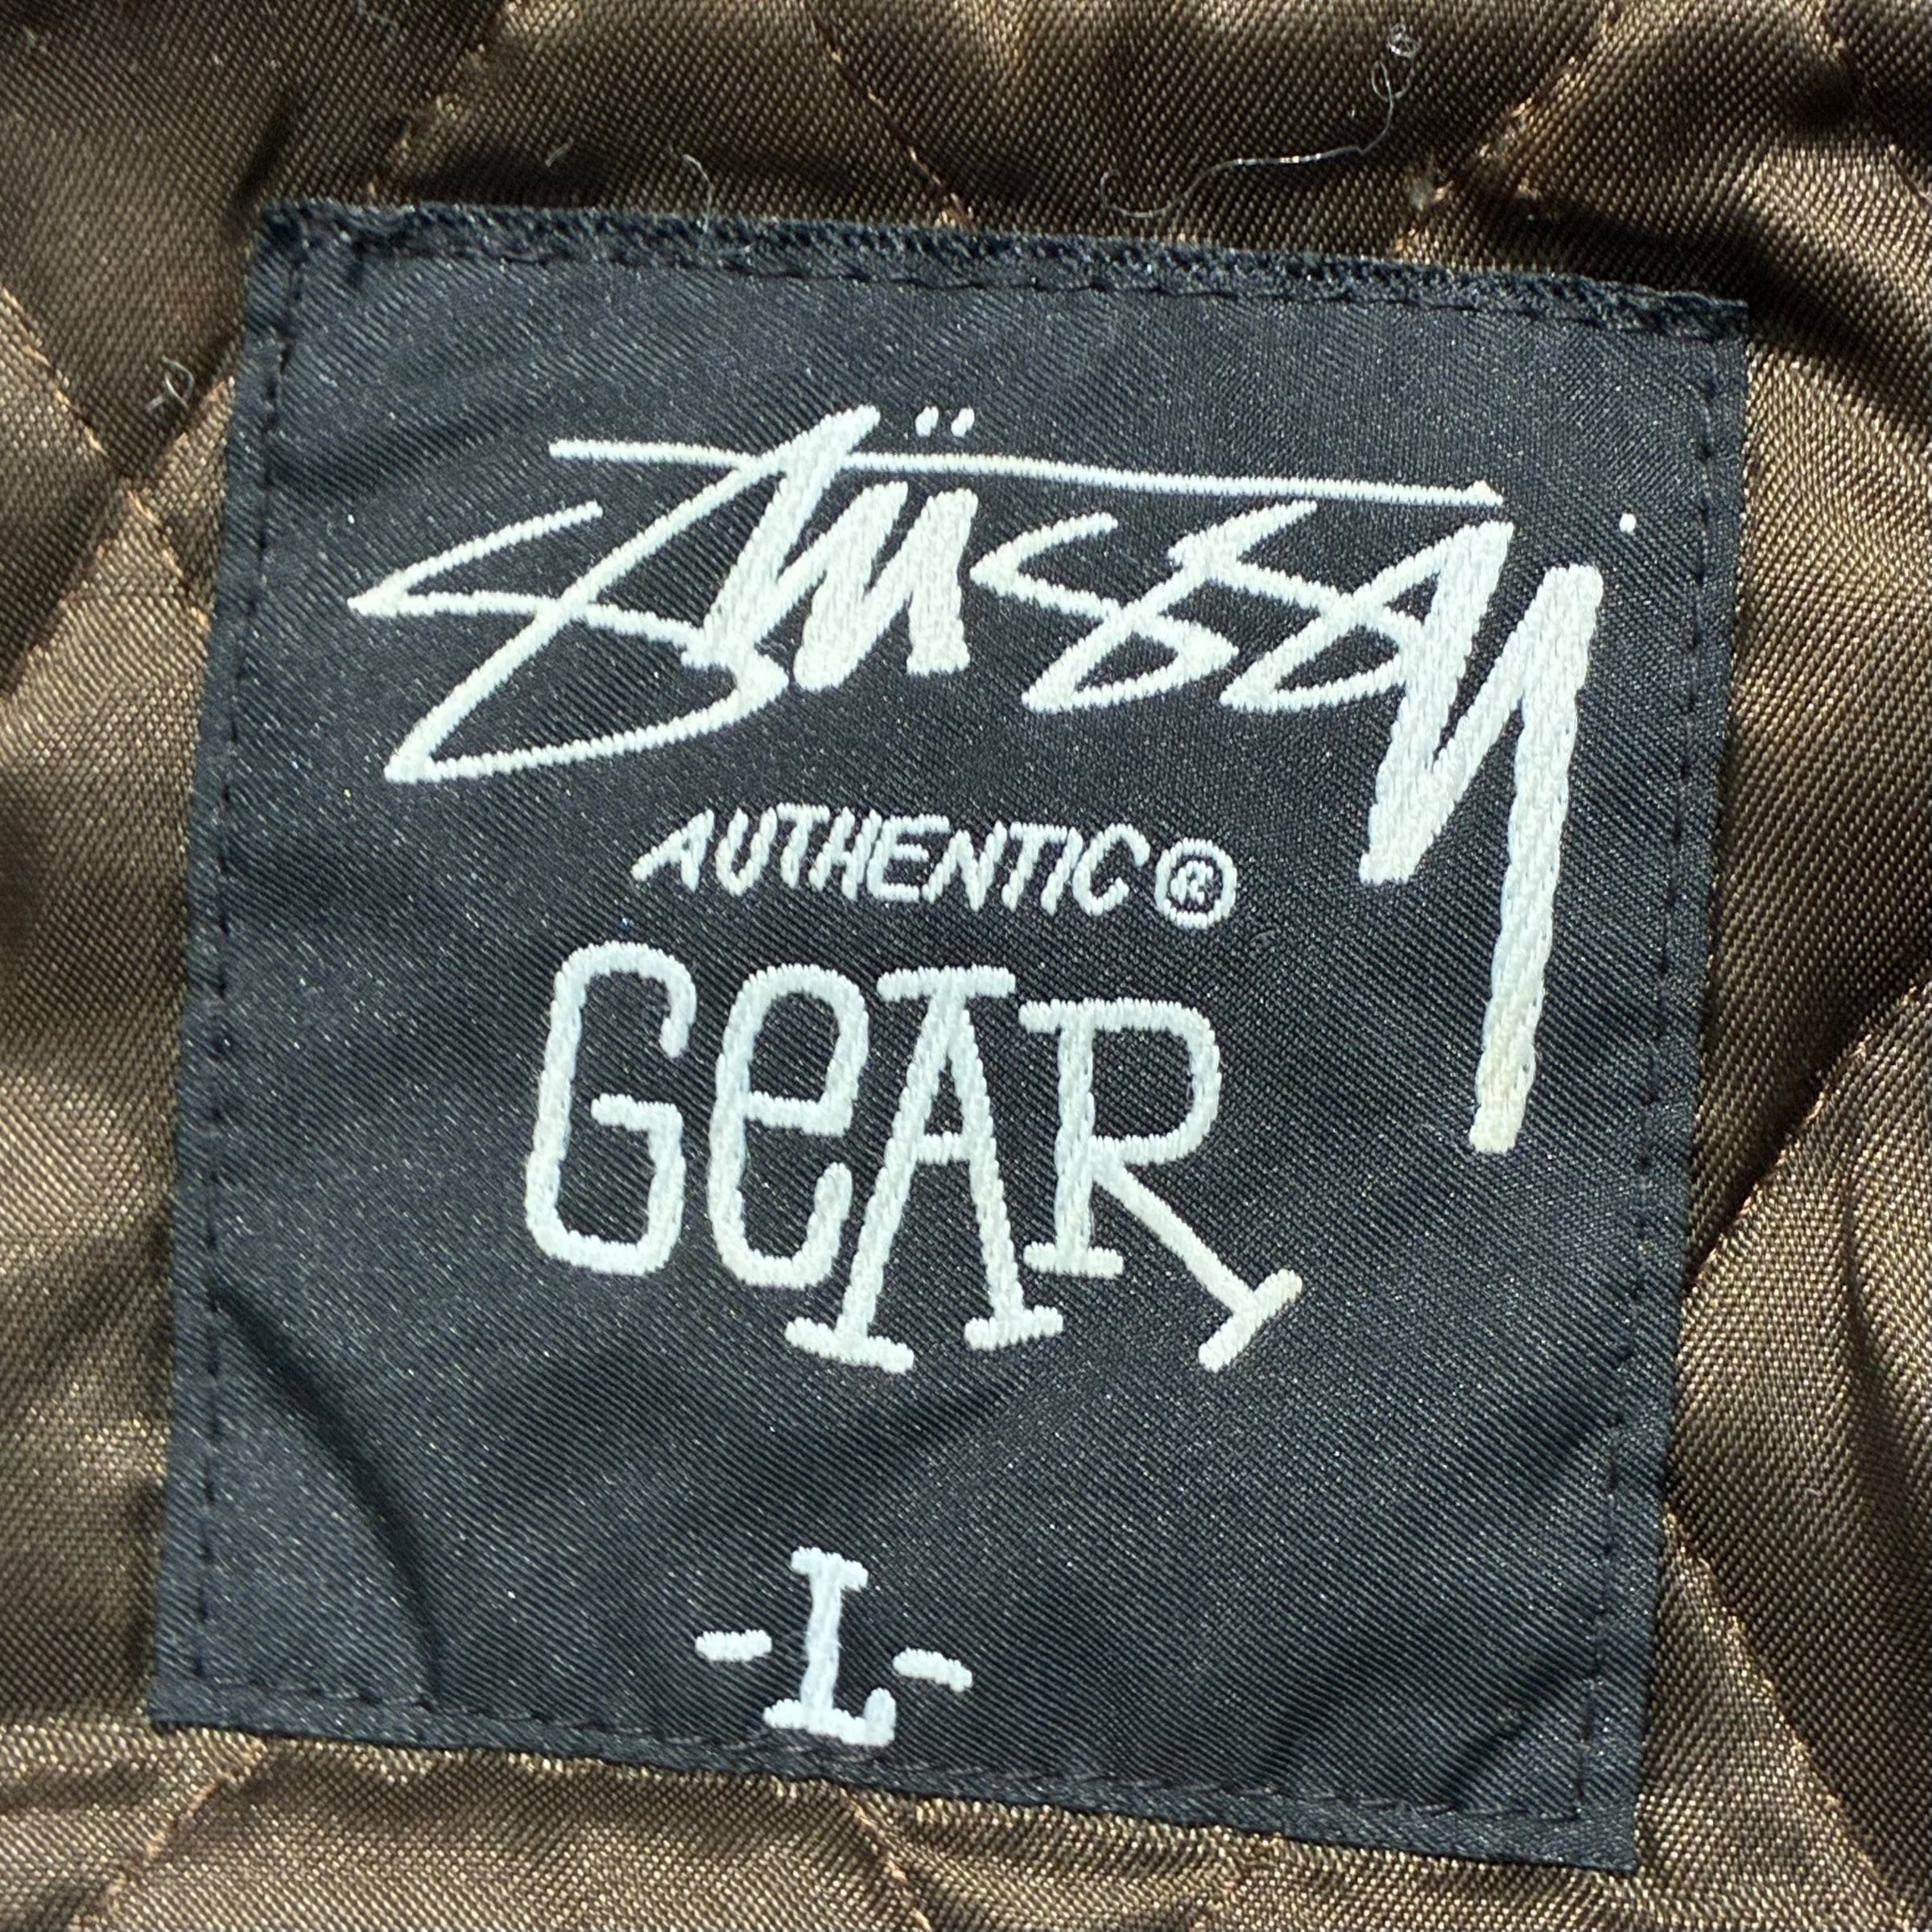 Stüssy
AUTHENTIC®
GeAR
-L-